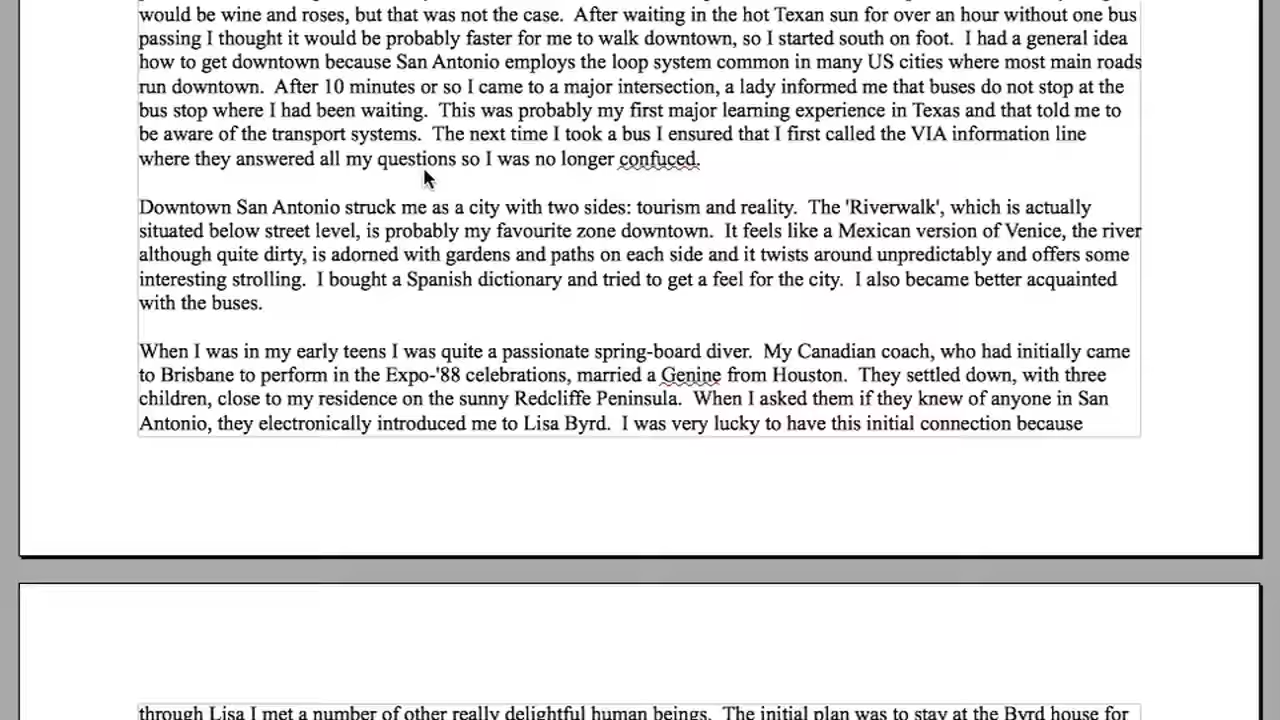 would be wine and roses, but that was not the case.  After waiting in the hot Texan sun for over an hour without one bus
passing I thought it would be probably faster for me to walk downtown, so I started south on foot.  I had a general idea
how to get downtown because San Antonio employs the loop system common in many US cities where most main roads
run downtown.  After 10 minutes or so I came to a major intersection, a lady informed me that buses do not stop at the
bus stop where I had been waiting.  This was probably my first major learning experience in Texas and that told me to
be aware of the transport systems.  The next time I took a bus I ensured that I first called the VIA information line
where they answered all my questions so I was no longer confuced.
Downtown San Antonio struck me as a city with two sides: tourism and reality.  The 'Riverwalk', which is actually
situated below street level, is probably my favourite zone downtown.  It feels like a Mexican version of Venice, the river
although quite dirty, is adorned with gardens and paths on each side and it twists around unpredictably and offers some
interesting strolling.  I bought a Spanish dictionary and tried to get a feel for the city.  I also became better acquainted
with the buses.
When I was in my early teens I was quite a passionate spring-board diver.  My Canadian coach, who had initially came
to Brisbane to perform in the Expo-'88 celebrations, married a Genine from Houston.  They settled down, with three
children, close to my residence on the sunny Redcliffe Peninsula.  When I asked them if they knew of anyone in San
Antonio, they electronically introduced me to Lisa Byrd.  I was very lucky to have this initial connection because
through Lisa I met a number of other really delightful human beings.  The initial plan was to stay at the Byrd house for